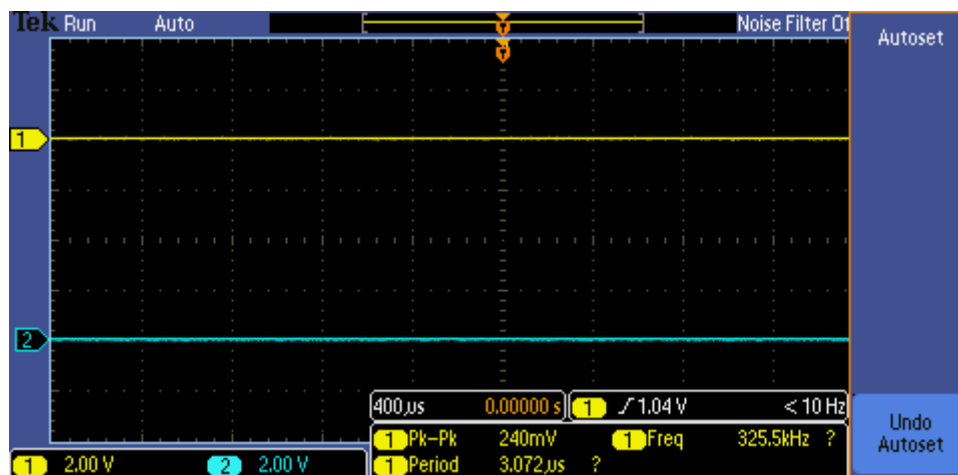 Tek Run Auto Noise Filter Of
Autoset
1
2
400µs 0.00000 s 1 1.04 V < 10 Hz
1 Pk-Pk 240mV 1 Freq 325.5kHz ?
1 Period 3.072µs ?
1 2.00 V 2 2.00 V
Undo
Autoset